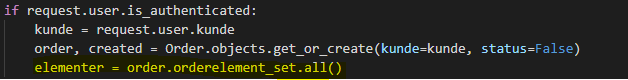 if request.user.is_authenticated:
    kunde = request.user.kunde
    order, created = Order.objects.get_or_create(kunde=kunde, status=False)
    elementer = order.orderelement_set.all()